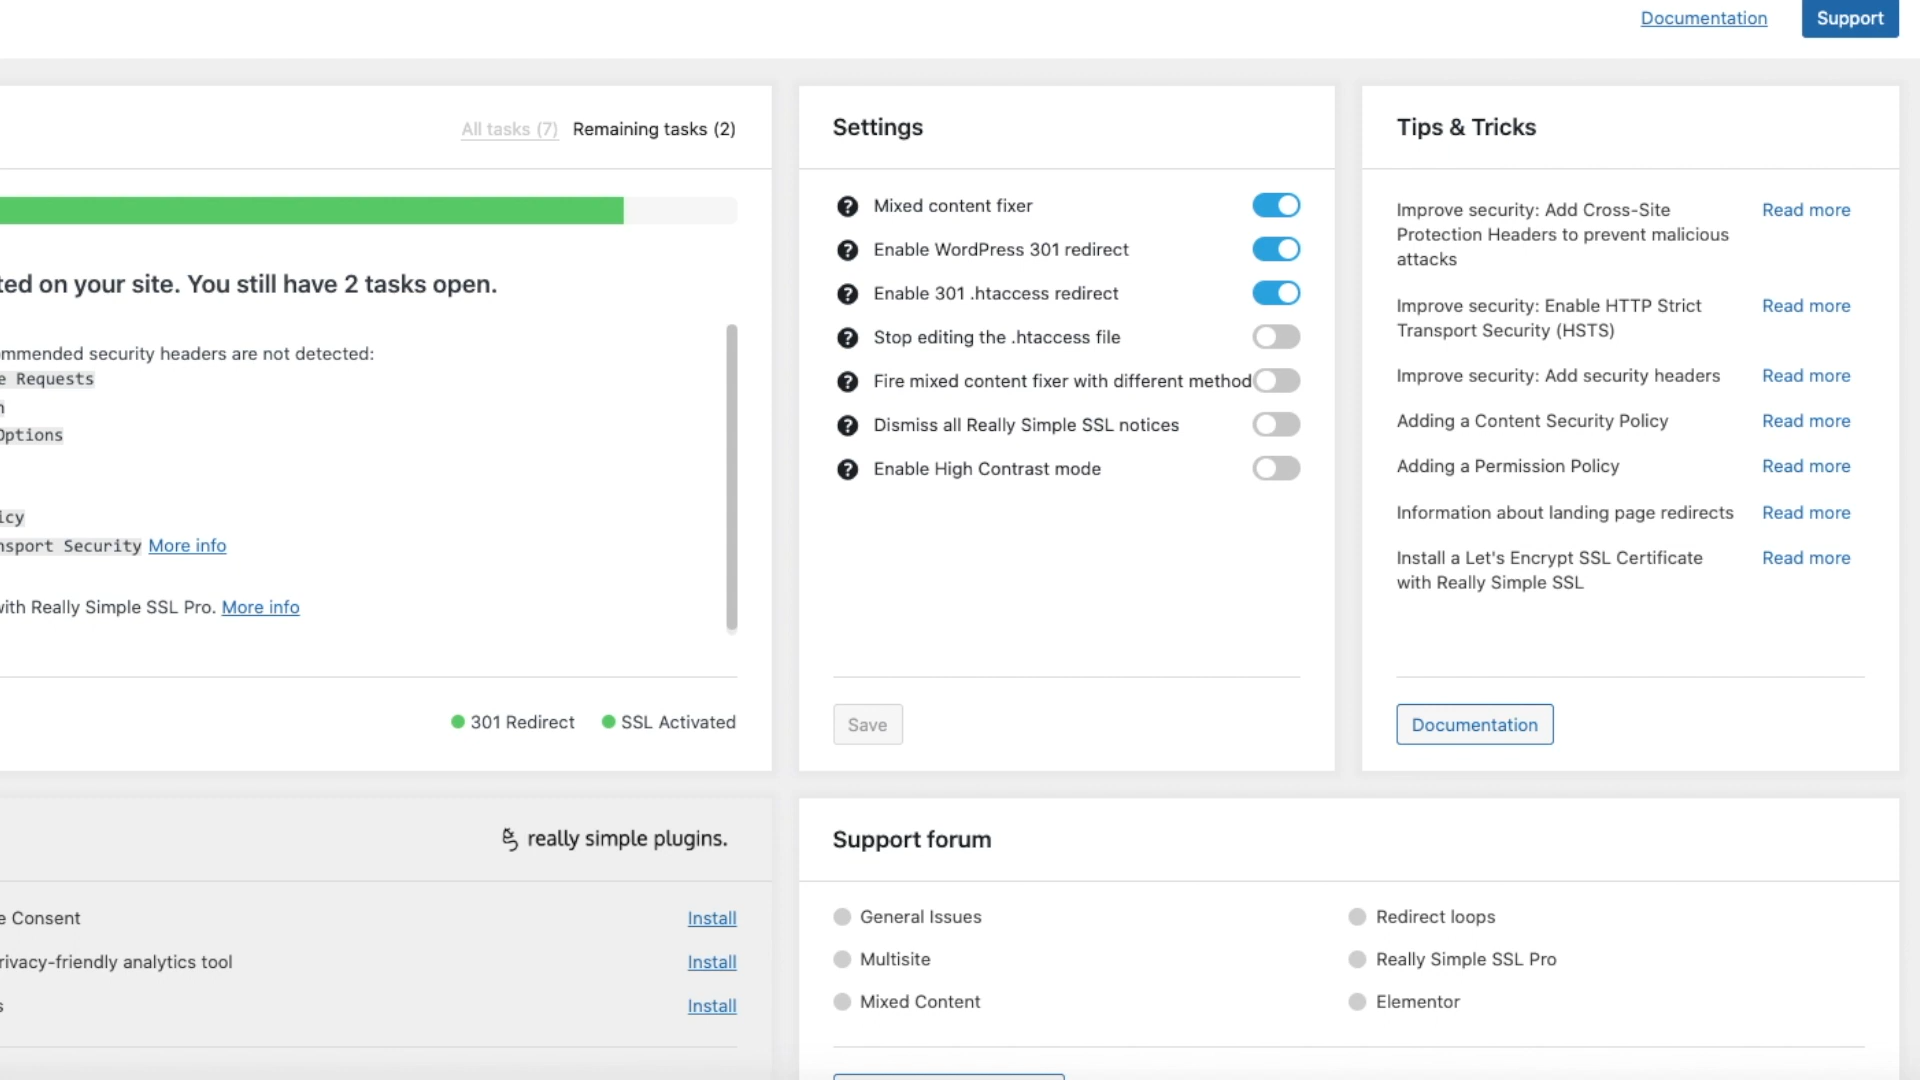 Documentation
Support
All tasks (7)
Remaining tasks (2)
on your site. You still have 2 tasks open.
security headers are not detected:
Requests
Options
Security More info
Really Simple SSL Pro. More info
301 Redirect
SSL Activated
Settings
Mixed content fixer
Enable WordPress 301 redirect
Enable 301 .htaccess redirect
Stop editing the .htaccess file
Fire mixed content fixer with different method
Dismiss all Really Simple SSL notices
Enable High Contrast mode
Save
Tips & Tricks
Improve security: Add Cross-Site
Protection Headers to prevent malicious
attacks
Read more
Improve security: Enable HTTP Strict
Transport Security (HSTS)
Read more
Improve security: Add security headers
Read more
Adding a Content Security Policy
Read more
Adding a Permission Policy
Read more
Information about landing page redirects
Read more
Install a Let's Encrypt SSL Certificate
with Really Simple SSL
Read more
Documentation
really simple plugins.
Consent
Install
privacy-friendly analytics tool
Install
Install
Support forum
General Issues
Multisite
Mixed Content
Redirect loops
Really Simple SSL Pro
Elementor